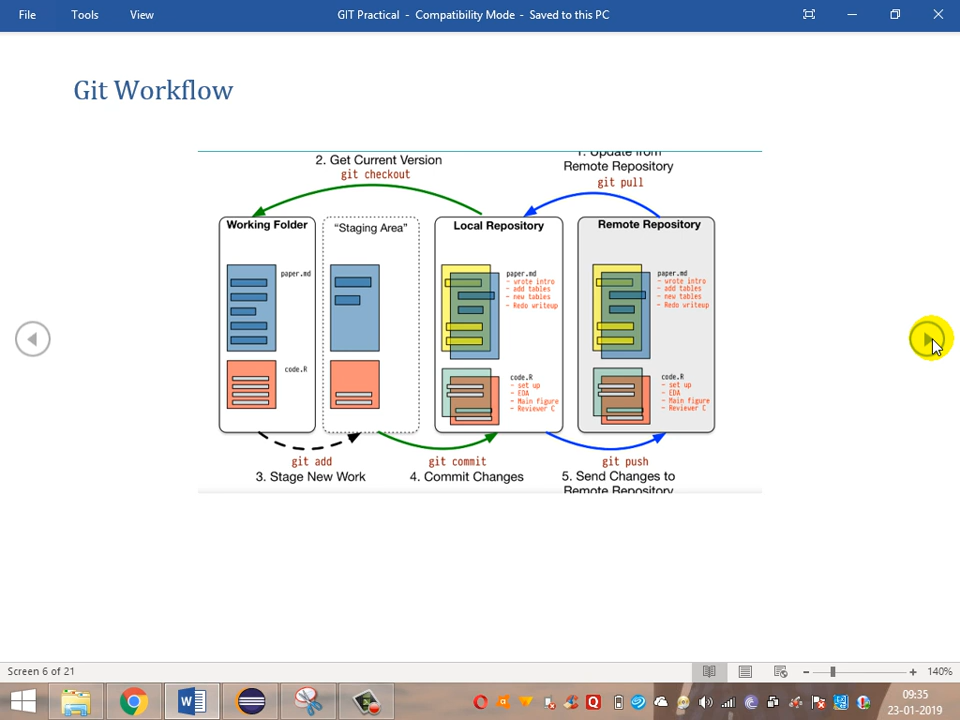 File Tools View GIT Practical - Compatibility Mode - Saved to this PC
Git Workflow
2. Get Current Version
git checkout
1. Update from
Remote Repository
git pull
Working Folder
"Staging Area"
Local Repository
Remote Repository
paper.md
paper.md
- wrote intro
- add tables
- new tables
- Redo writeup
paper.md
- wrote intro
- add tables
- new tables
- Redo writeup
code.R
code.R
- set up
- EDA
- Main figure
- Reviewer C
code.R
- set up
- EDA
- Main figure
- Reviewer C
git add
3. Stage New Work
git commit
4. Commit Changes
git push
5. Send Changes to
Remote Repository
Screen 6 of 21
140%
09:35
23-01-2019